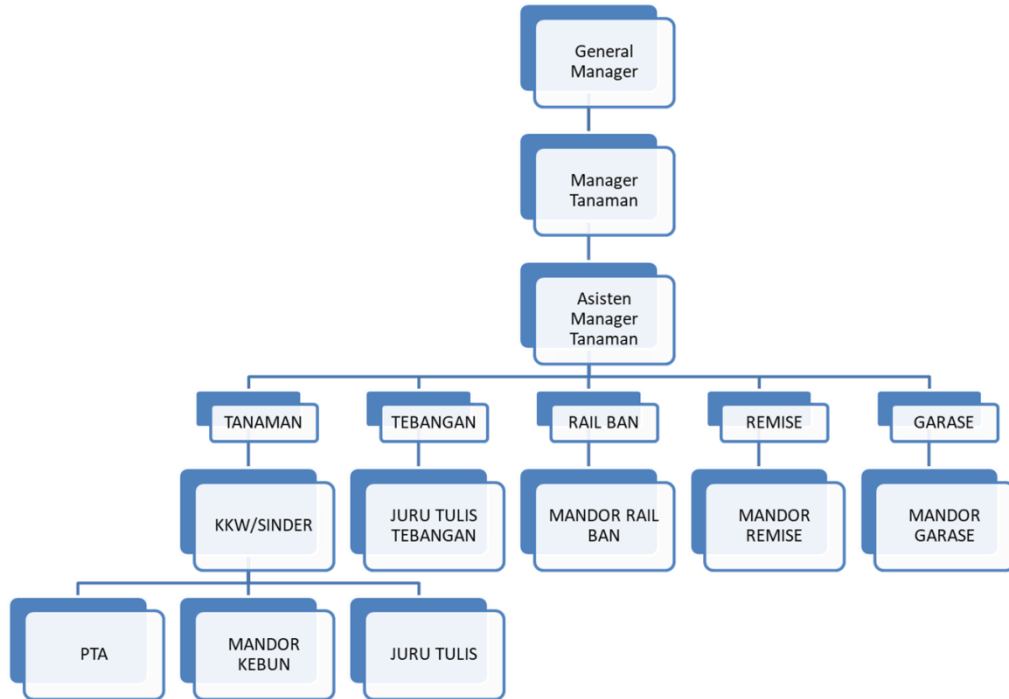 General
Manager
Manager
Tanaman
Asisten
Manager
Tanaman
TANAMAN
TEBANGAN
RAIL BAN
REMISE
GARASE
KKW/SINDER
JURU TULIS
TEBANGAN
MANDOR RAIL
BAN
MANDOR
REMISE
MANDOR
GARASE
PTA
MANDOR
KEBUN
JURU TULIS